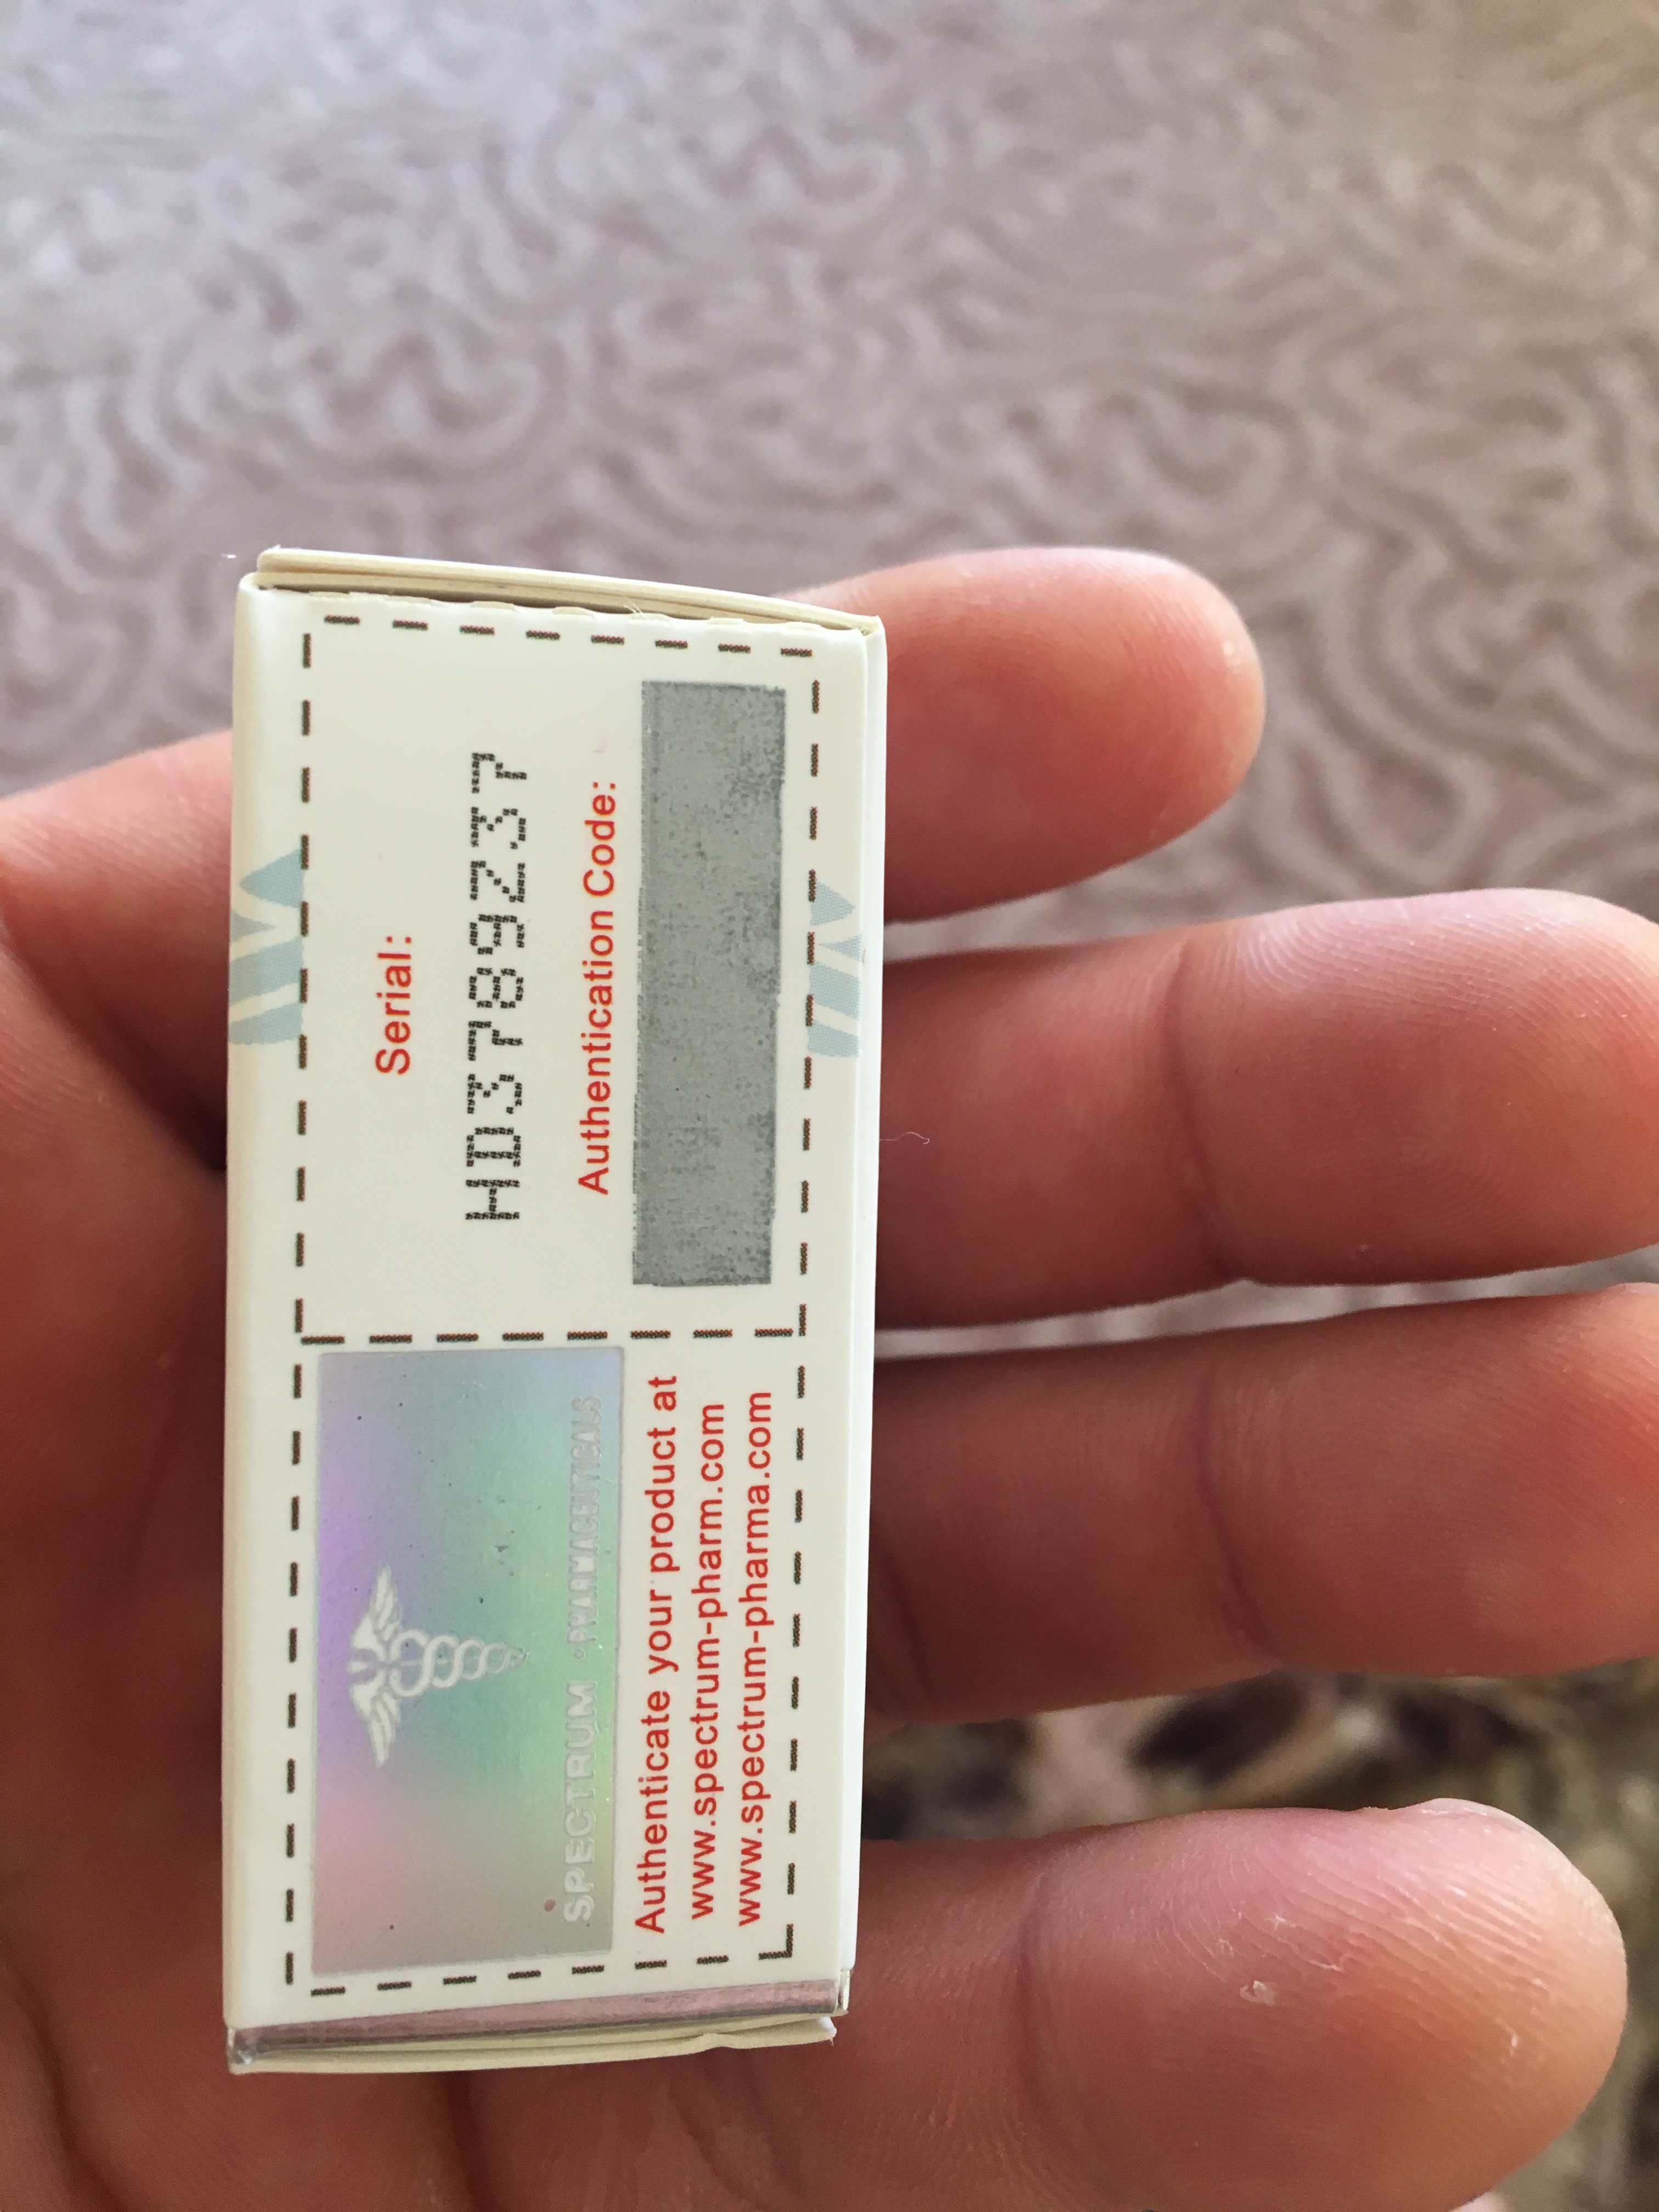 Serial:
HD3789237
Authentication Code:
SPECTRUM • PHARMACEUTICALS
Authenticate your product at
www.spectrum-pharm.com
www.spectrum-pharma.com